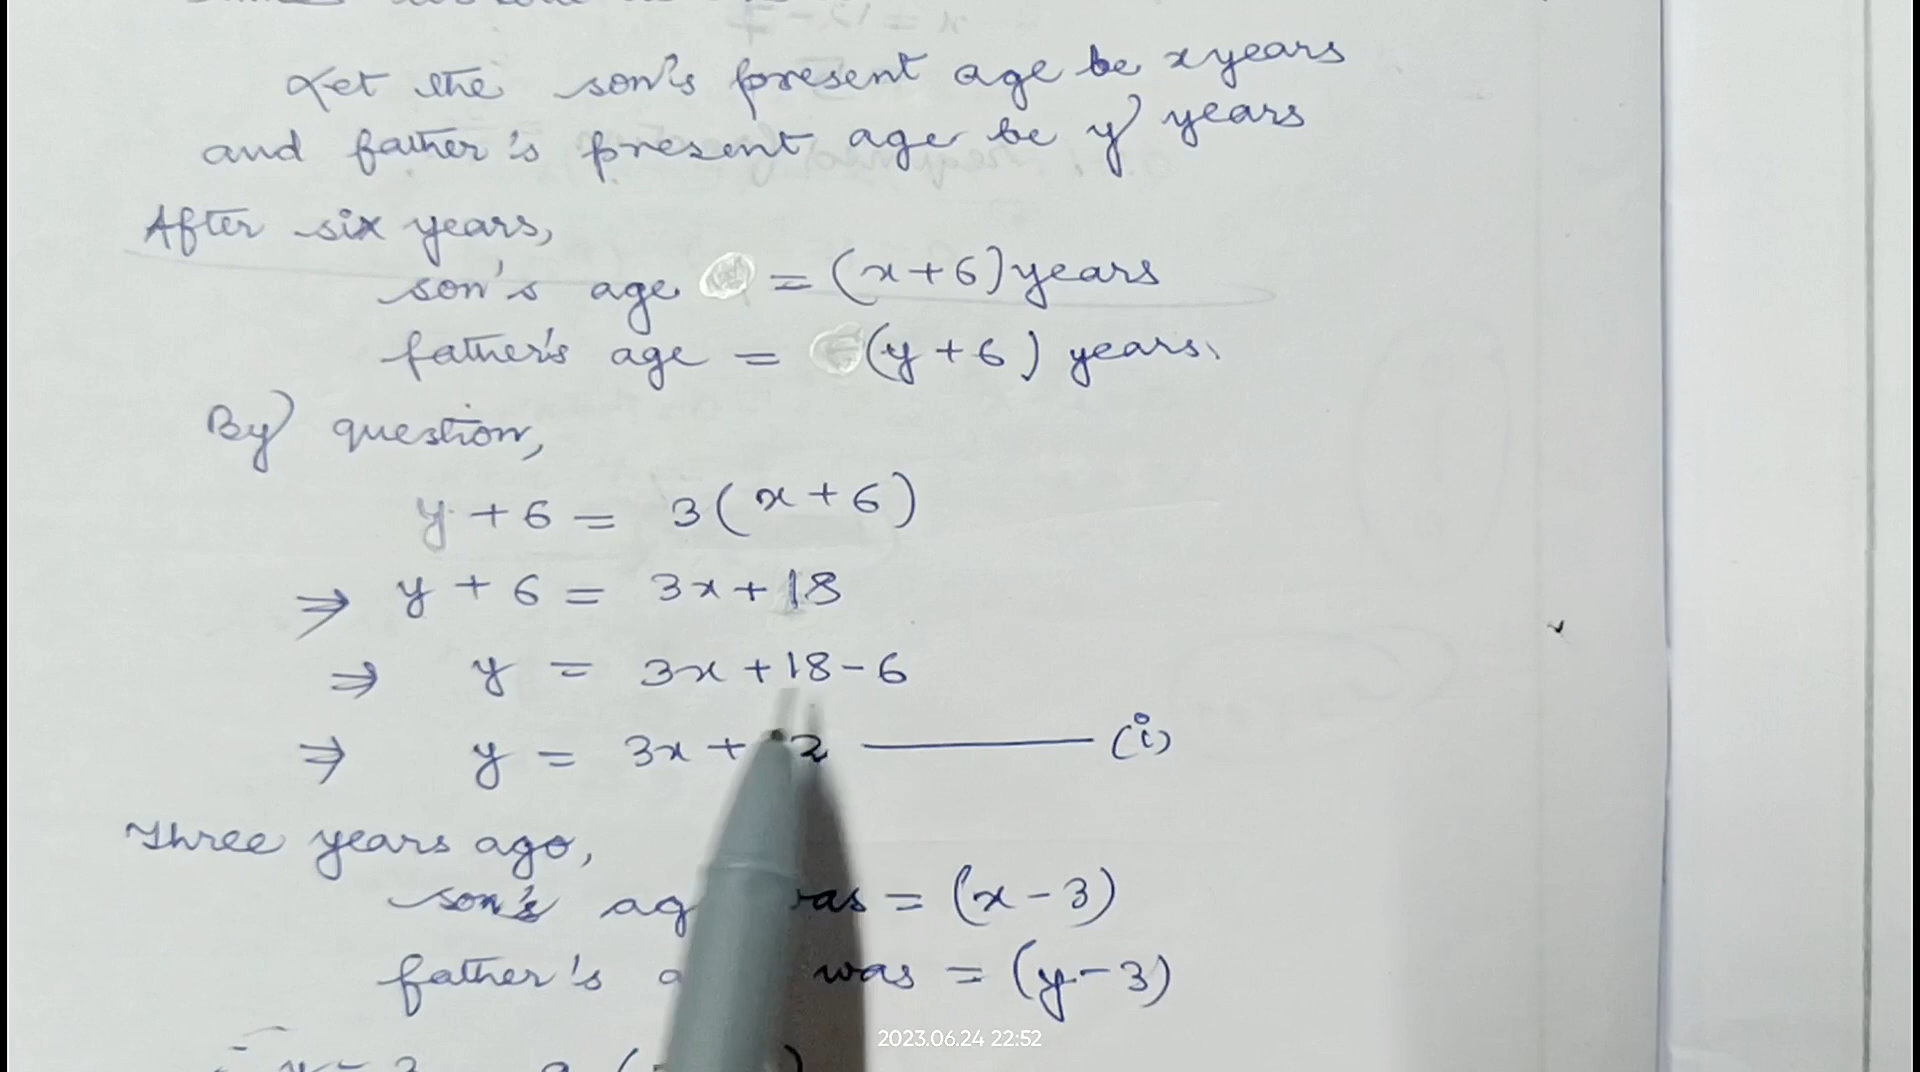 Let the son's present age be x years
and father's present age be y years
After six years,
son's age = (x+6) years
father's age = (y+6) years.
By question,
y + 6 = 3(x+6)
⇒ y + 6 = 3x+18
⇒ y = 3x+18-6
⇒ y = 3x + 2 (i)
Three years ago,
son's ag was = (x-3)
father's a was = (y-3)
2023.06.24 22:52